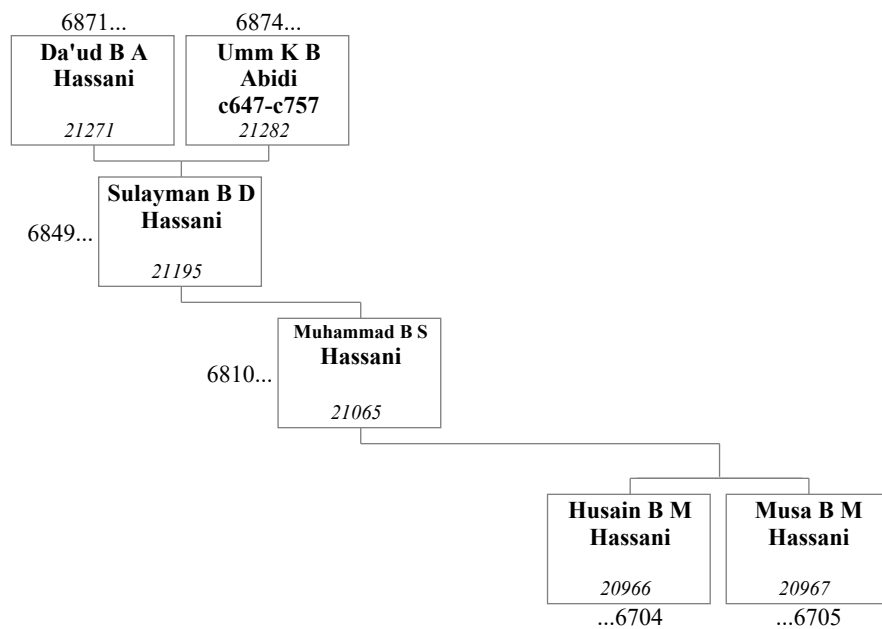 6871...
6874...
Da'ud B A
Hassani
21271
Umm K B
Abidi
c647-c757
21282
6849...
Sulayman B D
Hassani
21195
6810...
Muhammad B S
Hassani
21065
Husain B M
Hassani
20966
...6704
Musa B M
Hassani
20967
...6705